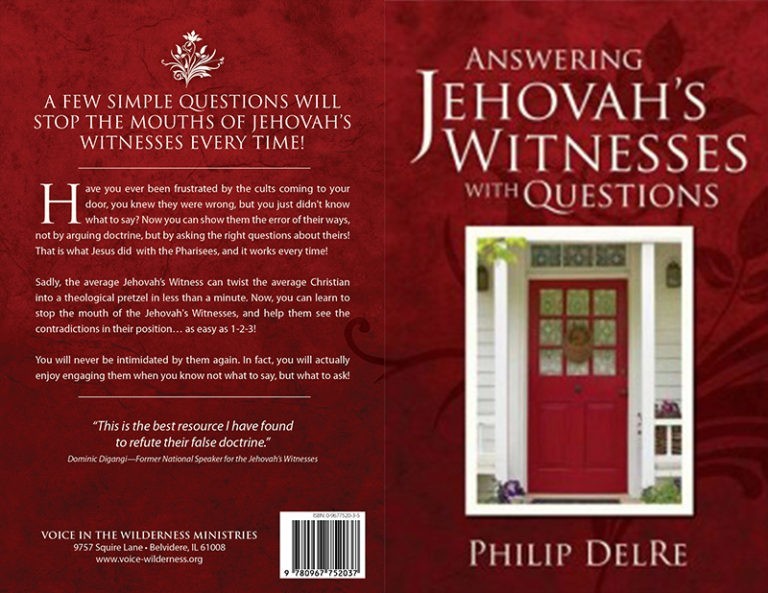 A FEW SIMPLE QUESTIONS WILL
STOP THE MOUTHS OF JEHOVAH'S
WITNESSES EVERY TIME!
Have you ever been frustrated by the cults coming to your
door, you knew they were wrong, but you just didn't know
what to say? Now you can show them the error of their ways,
not by arguing doctrine, but by asking the right questions about theirs!
That is what Jesus did with the Pharisees, and it works every time!
Sadly, the average Jehovah's Witness can twist the average Christian
into a theological pretzel in less than a minute. Now, you can learn to
stop the mouth of the Jehovah's Witnesses, and help them see the
contradictions in their position... as easy as 1-2-3!
You will never be intimidated by them again. In fact, you will actually
enjoy engaging them when you know not what to say, but what to ask!
"This is the best resource I have found
to refute their false doctrine."
Dominic Digangi—Former National Speaker for the Jehovah's Witnesses
VOICE IN THE WILDERNESS MINISTRIES
9757 Squire Lane • Belvidere, IL 61008
www.voice-wilderness.org
ISBN: 0-9677520-3-5
9 780967 752037
ANSWERING
JEHOVAH'S
WITNESSES
WITH QUESTIONS
PHILIP DELRE